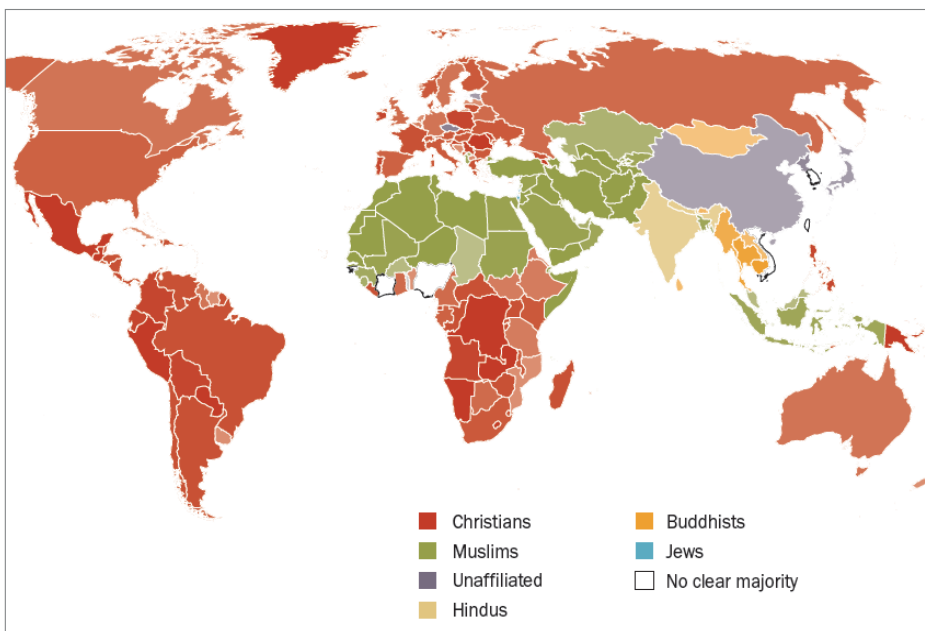 Christians
Muslims
Unaffiliated
Hindus
Buddhists
Jews
No clear majority